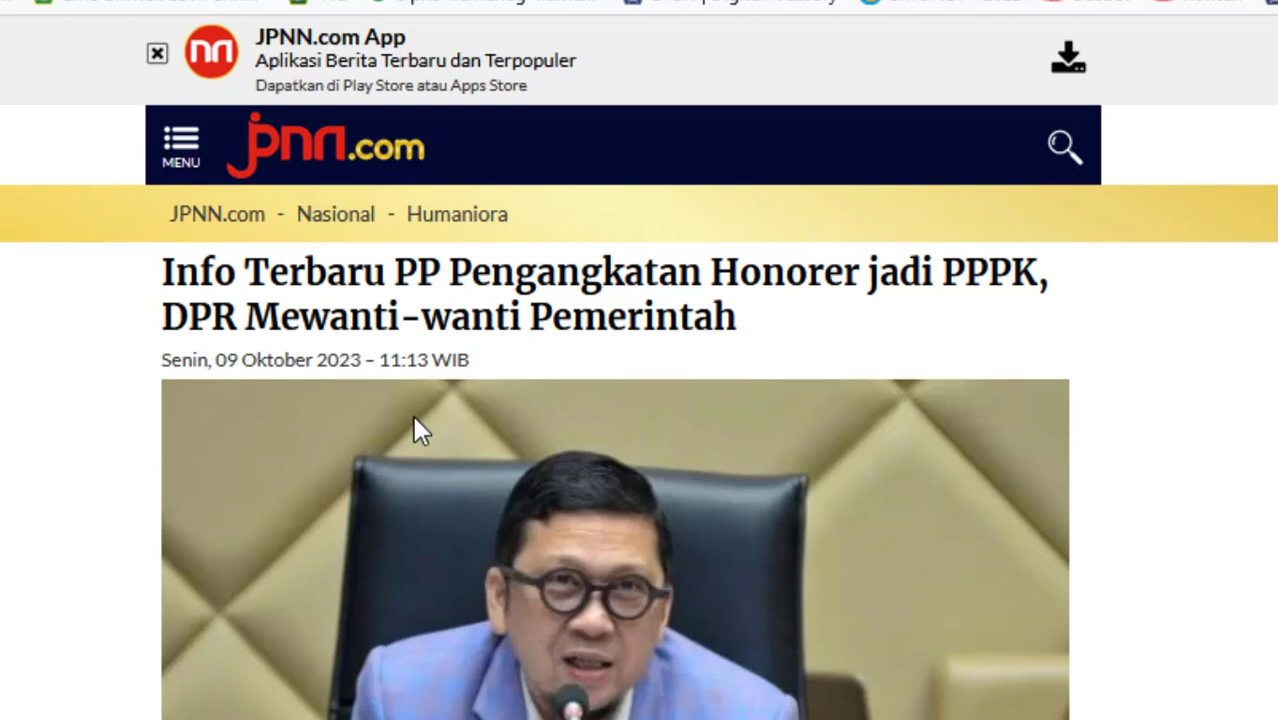 JPNN.com App
Aplikasi Berita Terbaru dan Terpopuler
Dapatkan di Play Store atau Apps Store
MENU
jpnn.com
JPNN.com - Nasional - Humaniora
Info Terbaru PP Pengangkatan Honorer jadi PPPK,
DPR Mewanti-wanti Pemerintah
Senin, 09 Oktober 2023 – 11:13 WIB